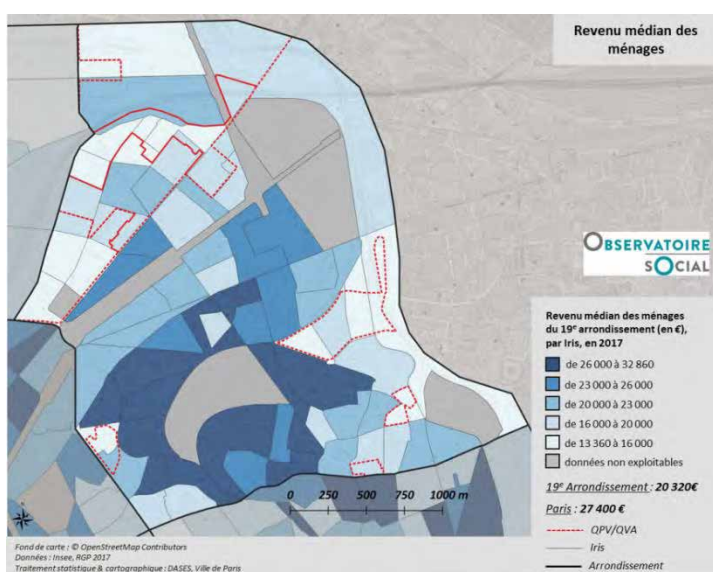 Revenu médian des
ménages
OBSERVATOIRE
SOCIAL
Revenu médian des ménages
du 19e arrondissement (en €),
par Iris, en 2017
de 26 000 à 32 860
de 23 000 à 26 000
de 20 000 à 23 000
de 16 000 à 20 000
de 13 360 à 16 000
données non exploitables
19e Arrondissement : 20 320€
Paris : 27 400 €
QPV/QVA
Iris
Arrondissement
0 250 500 750 1000 m
Fond de carte : © OpenStreetMap Contributors
Données : Insee, RGP 2017
Traitement statistique & cartographique : DASES, Ville de Paris